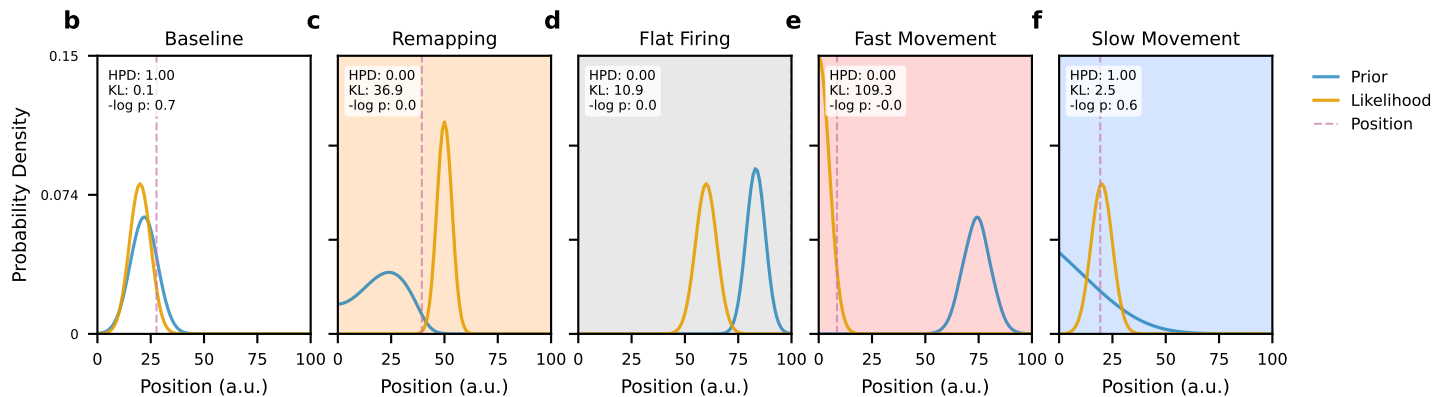 b
Baseline
HPD: 1.00
KL: 0.1
-log p: 0.7
c
Remapping
HPD: 0.00
KL: 36.9
-log p: 0.0
d
Flat Firing
HPD: 0.00
KL: 10.9
-log p: 0.0
e
Fast Movement
HPD: 0.00
KL: 109.3
-log p: -0.0
f
Slow Movement
HPD: 1.00
KL: 2.5
-log p: 0.6
Prior
Likelihood
Position
Probability Density
0.15
0.074
0
0 25 50 75 100
0 25 50 75 100
0 25 50 75 100
0 25 50 75 100
0 25 50 75 100
Position (a.u.)
Position (a.u.)
Position (a.u.)
Position (a.u.)
Position (a.u.)